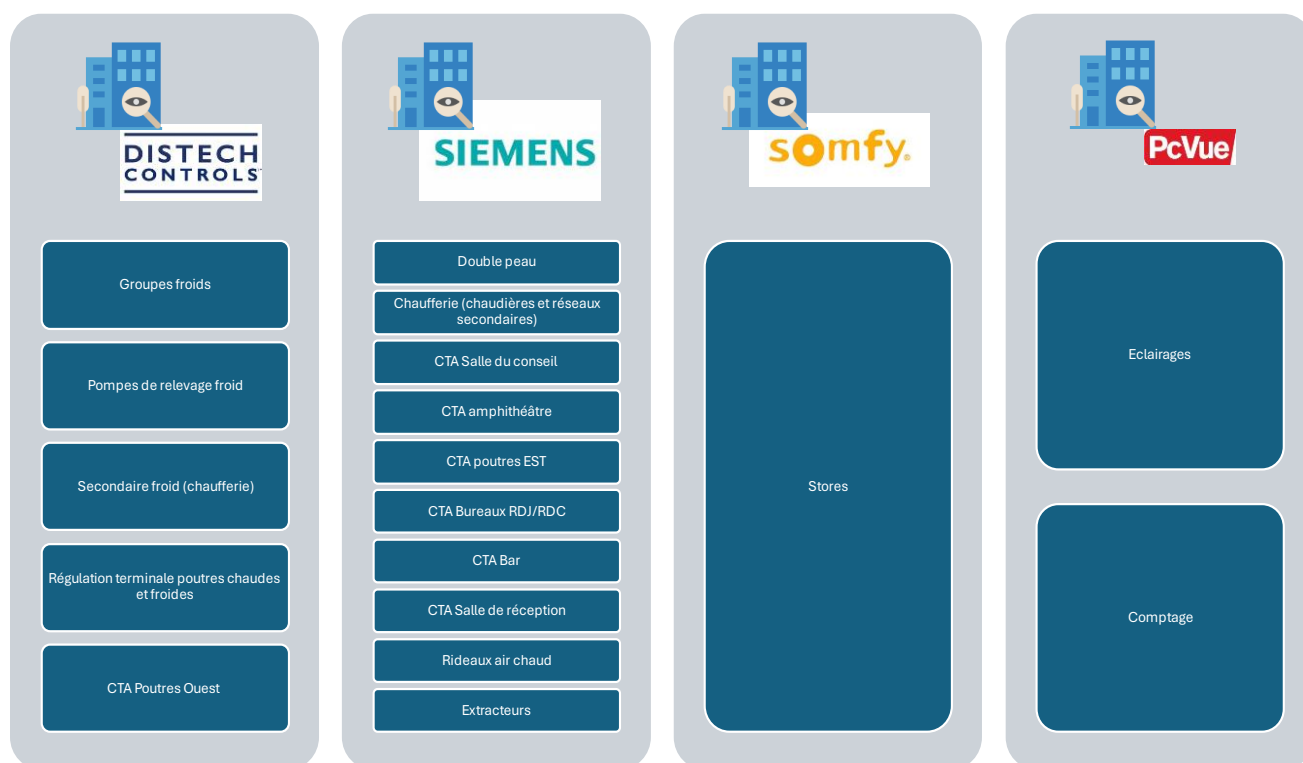 DISTECH
CONTROLS
Groupes froids
Pompes de relevage froid
Secondaire froid (chaufferie)
Régulation terminale poutres chaudes
et froides
CTA Poutres Ouest
SIEMENS
Double peau
Chaufferie (chaudières et réseaux
secondaires)
CTA Salle du conseil
CTA amphithéâtre
CTA poutres EST
CTA Bureaux RDJ/RDC
CTA Bar
CTA Salle de réception
Rideaux air chaud
Extracteurs
somfy.
Stores
PcVue
Eclairages
Comptage